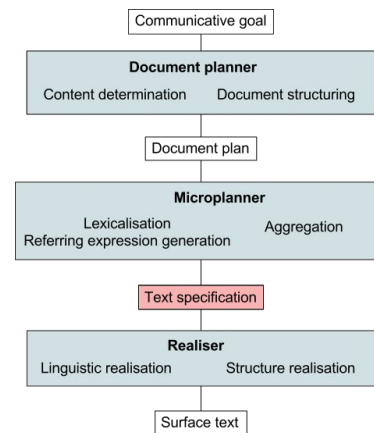 Communicative goal
Document planner
Content determination Document structuring
Document plan
Microplanner
Lexicalisation
Aggregation
Referring expression generation
Text specification
Realiser
Linguistic realisation Structure realisation
Surface text